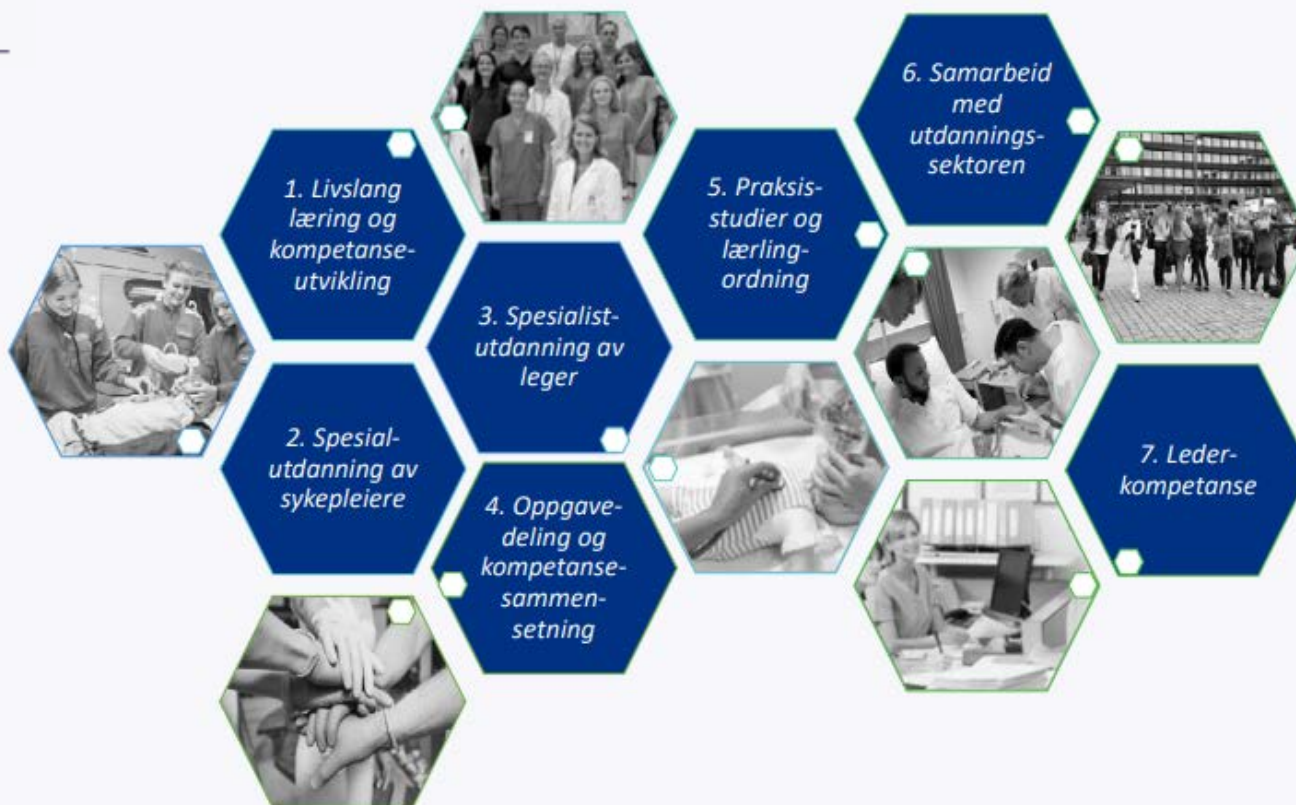 1. Livslang
læring og
kompetanse-
utvikling
2. Spesial-
utdanning av
sykepleiere
3. Spesialist-
utdanning av
leger
4. Oppgave-
deling og
kompetanse-
sammen-
setning
5. Praksis-
studier og
lærling-
ordning
6. Samarbeid
med
utdannings-
sektoren
7. Leder-
kompetanse